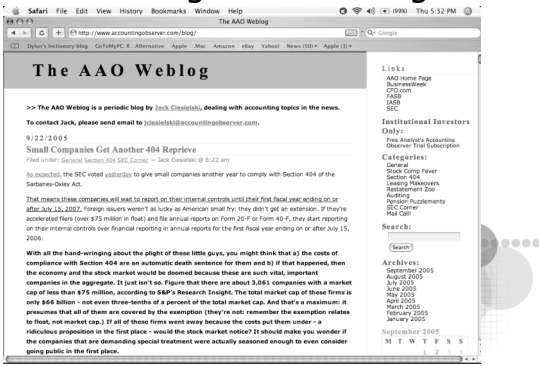 Safari File Edit View History Bookmarks Window Help (99%) Thu 5:32 PM
The AAO Weblog
http://www.accountingobserver.com/blog/
Google
Dylan's lectionary blog GoToMyPC: R...Alternative Apple Mac Amazon eBay Yahoo! News (50) Apple (3)
The AAO Weblog
>> The AAO Weblog is a periodic blog by Jack Ciesielski, dealing with accounting topics in the news.
To contact Jack, please send email to jciesielski@accountingobserver.com.
9/22/2005
Small Companies Get Another 404 Reprieve
Filed under: General Section 404 SEC Corner — Jack Ciesielski @ 8:22 am
As expected, the SEC voted yesterday to give small companies another year to comply with Section 404 of the
Sarbanes-Oxley Act.
That means these companies will wait to report on their internal controls until their first fiscal year ending on or
after July 15, 2007. Foreign issuers weren't as lucky as American small fry: they didn't get an extension. If they're
accelerated filers (over $75 million in float) and file annual reports on Form 20-F or Form 40-F, they start reporting
on their internal controls over financial reporting in annual reports for the first fiscal year ending on or after July 15,
2006.
With all the hand-wringing about the plight of these little guys, you might think that a) the costs of
compliance with Section 404 are an automatic death sentence for them and b) if that happened, then
the economy and the stock market would be doomed because these are such vital, important
companies in the aggregate. It just isn't so. Figure that there are about 3,061 companies with a market
cap of less than $75 million, according to S&P's Research Insight. The total market cap of these firms is
only $66 billion - not even three-tenths of a percent of the total market cap. And that's a maximum: it
presumes that all of them are covered by the exemption (they're not: remember the exemption relates
to float, not market cap.) If all of these firms went away because the costs put them under - a
ridiculous proposition in the first place - would the stock market notice? It should make you wonder if
the companies that are demanding special treatment were actually seasoned enough to even consider
going public in the first place.
Links
AAO Home Page
BusinessWeek
CFO.com
FASB
IASB
SEC
Institutional Investors
Only:
Free Analyst's Accounting
Observer Trial Subscription
Categories:
General
Stock Comp Fever
Section 404
Leasing Makeovers
Restatement Zoo
Auditing
Pension Puzzlements
SEC Corner
Mail Call!
Search:
Search
Archives:
September 2005
August 2005
July 2005
June 2005
May 2005
April 2005
March 2005
February 2005
January 2005
September 2005
M T W T F S S
1 2 3 4